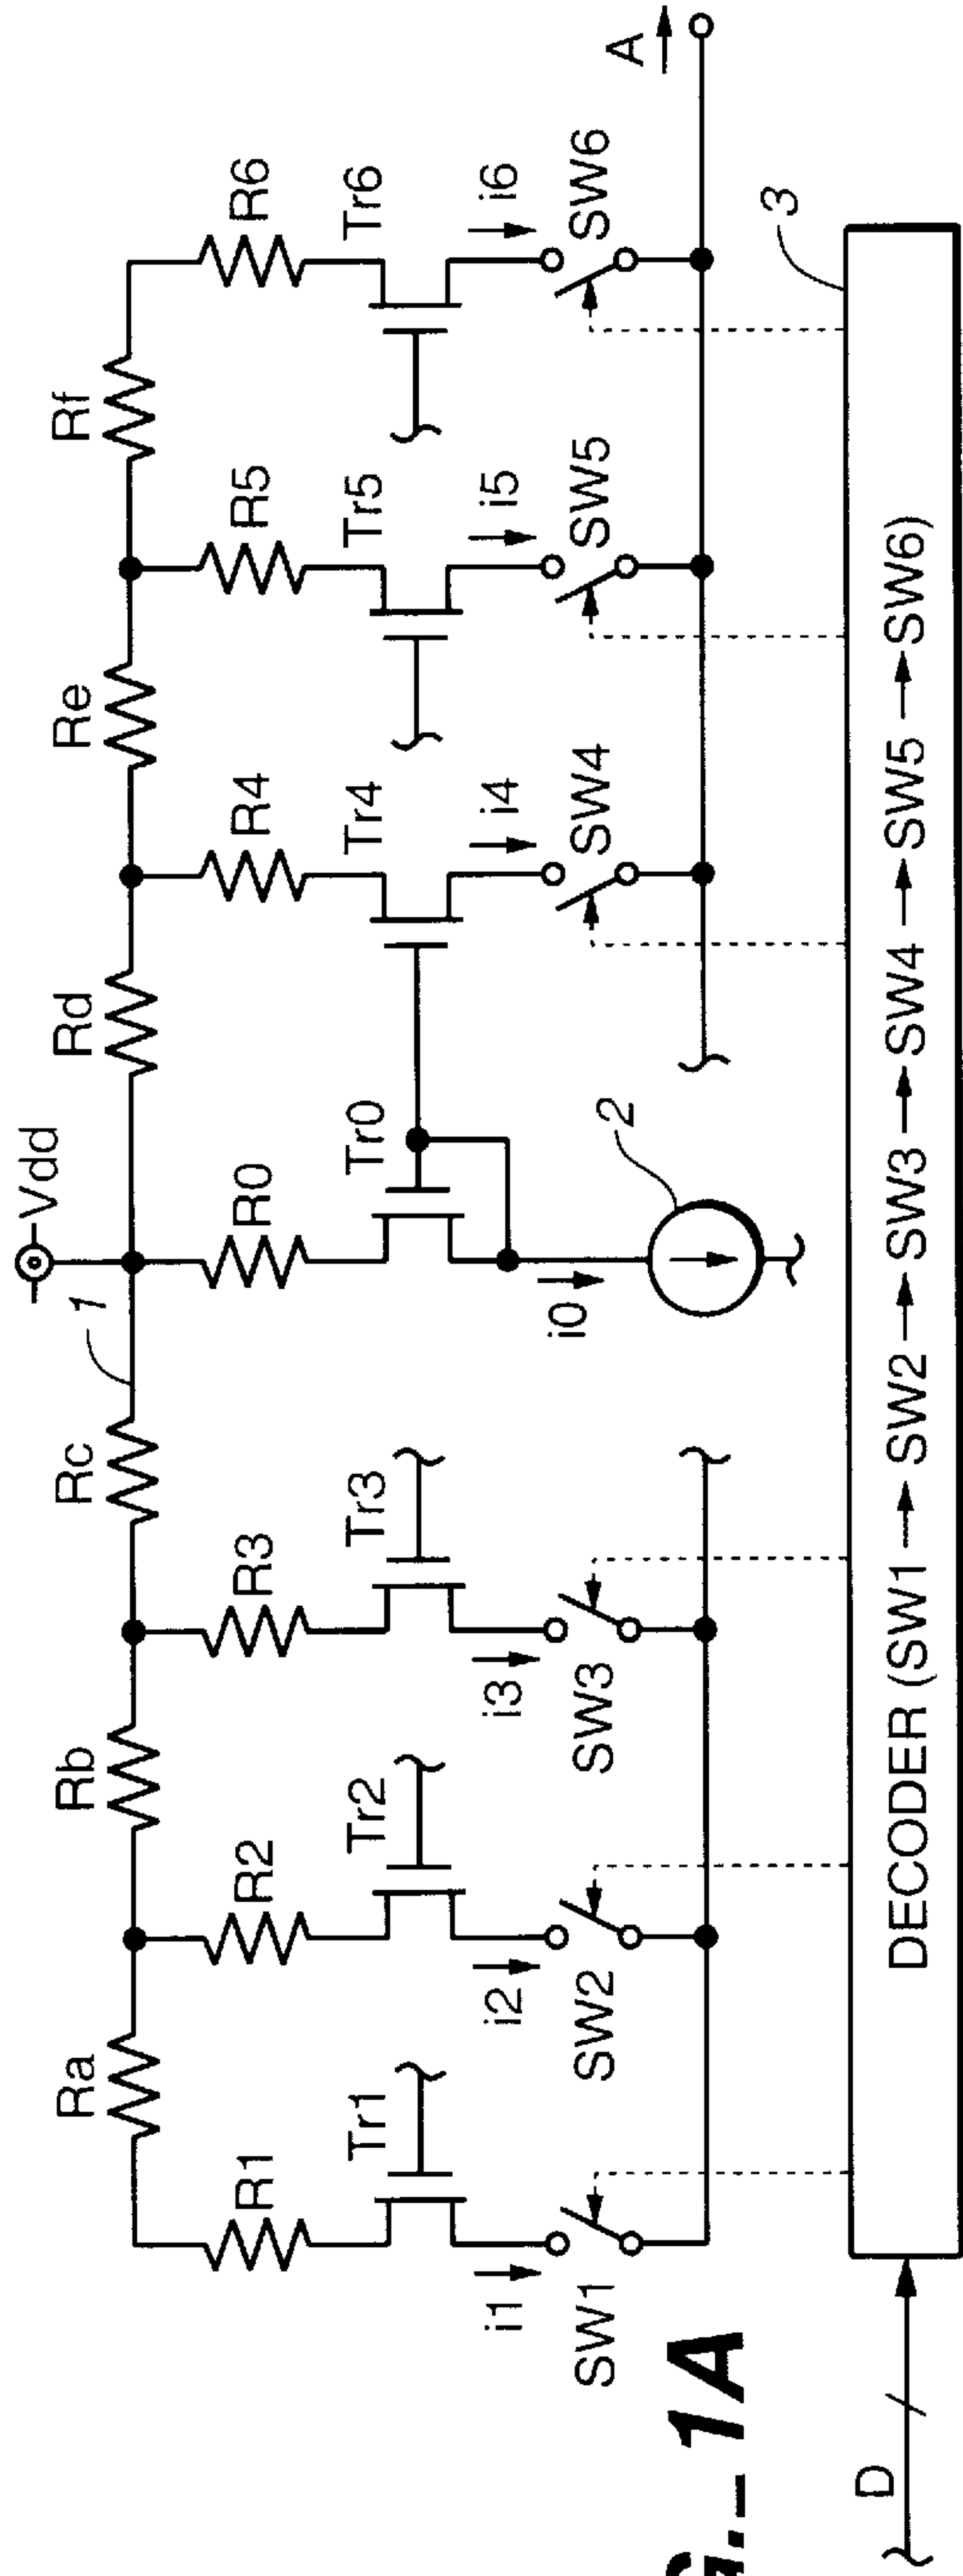 Vdd
1
Ra
Rb
Rc
Rd
Re
Rf
R1
R2
R3
R0
R4
R5
R6
Tr1
Tr2
Tr3
Tr0
Tr4
Tr5
Tr6
i1
i2
i3
i0
i4
i5
i6
SW1
SW2
SW3
2
SW4
SW5
SW6
A
3
D
DECODER (SW1 → SW2 → SW3 → SW4 → SW5 → SW6)
1A